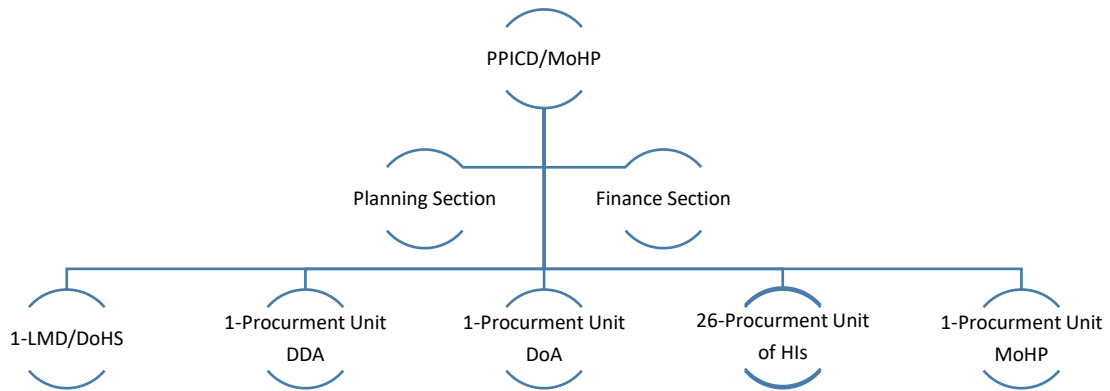 PPICD/MoHP
Planning Section
Finance Section
1-LMD/DoHS
1-Procurment Unit
DDA
1-Procurment Unit
DoA
26-Procurment Unit
of HIs
1-Procurment Unit
MoHP